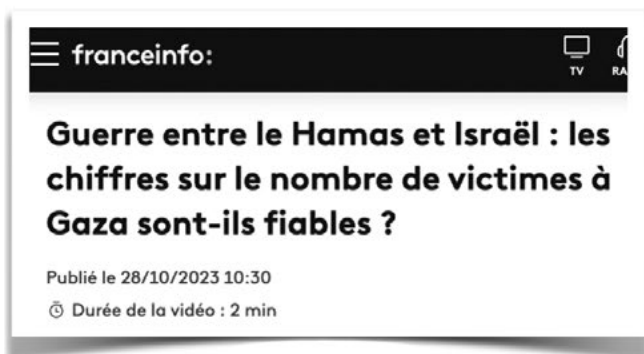 franceinfo:
TV
Guerre entre le Hamas et Israël : les
chiffres sur le nombre de victimes à
Gaza sont-ils fiables ?
Publié le 28/10/2023 10:30
Durée de la vidéo : 2 min